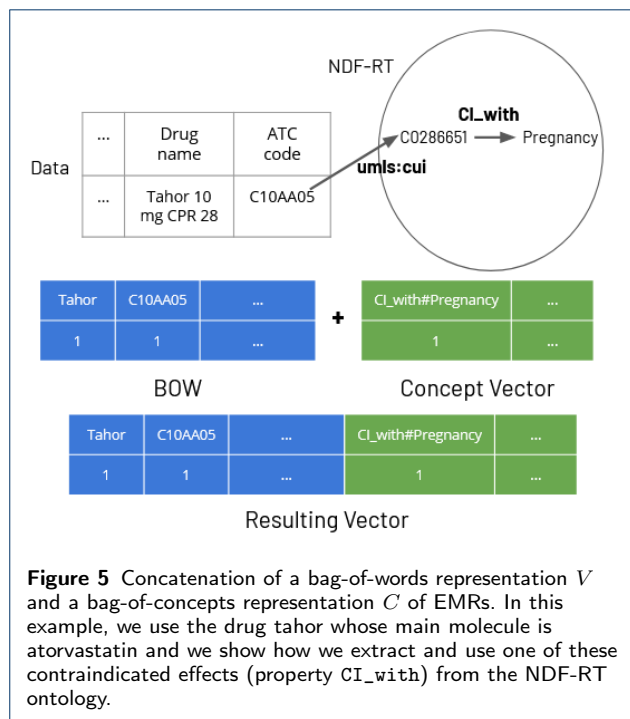 NDF-RT
CI_with
C0286651
Pregnancy
umls:cui
Data
...
Drug
name
ATC
code
...
Tahor 10
mg CPR 28
C10AA05
Tahor C10AA05 ...
1 1 ...
+
CI_with#Pregnancy ...
1 ...
BOW
Concept Vector
Tahor C10AA05 ... CI_with#Pregnancy ...
1 1 ... 1 ...
Resulting Vector
Figure 5 Concatenation of a bag-of-words representation V
and a bag-of-concepts representation C of EMRs. In this
example, we use the drug tahor whose main molecule is
atorvastatin and we show how we extract and use one of these
contraindicated effects (property CI_with) from the NDF-RT
ontology.